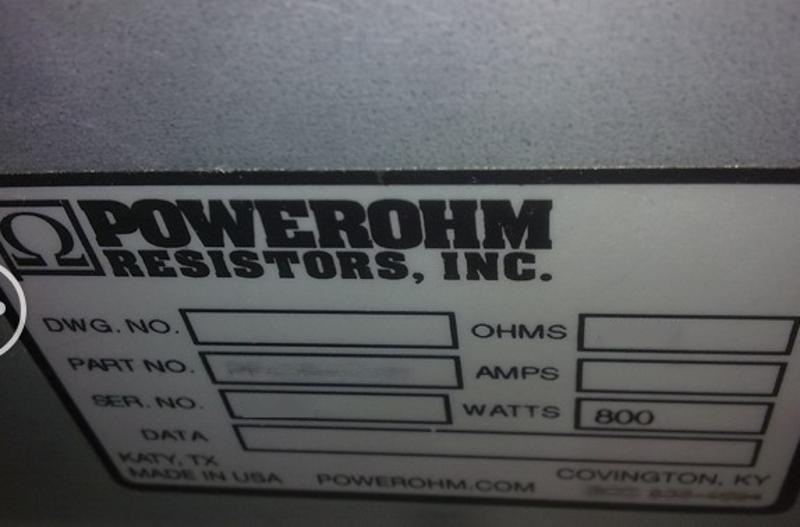 Ω POWEROHM
RESISTORS, INC.
DWG. NO. OHMS
PART NO. AMPS
SER. NO. WATTS 800
DATA
KATY, TX
MADE IN USA POWEROHM.COM COVINGTON, KY